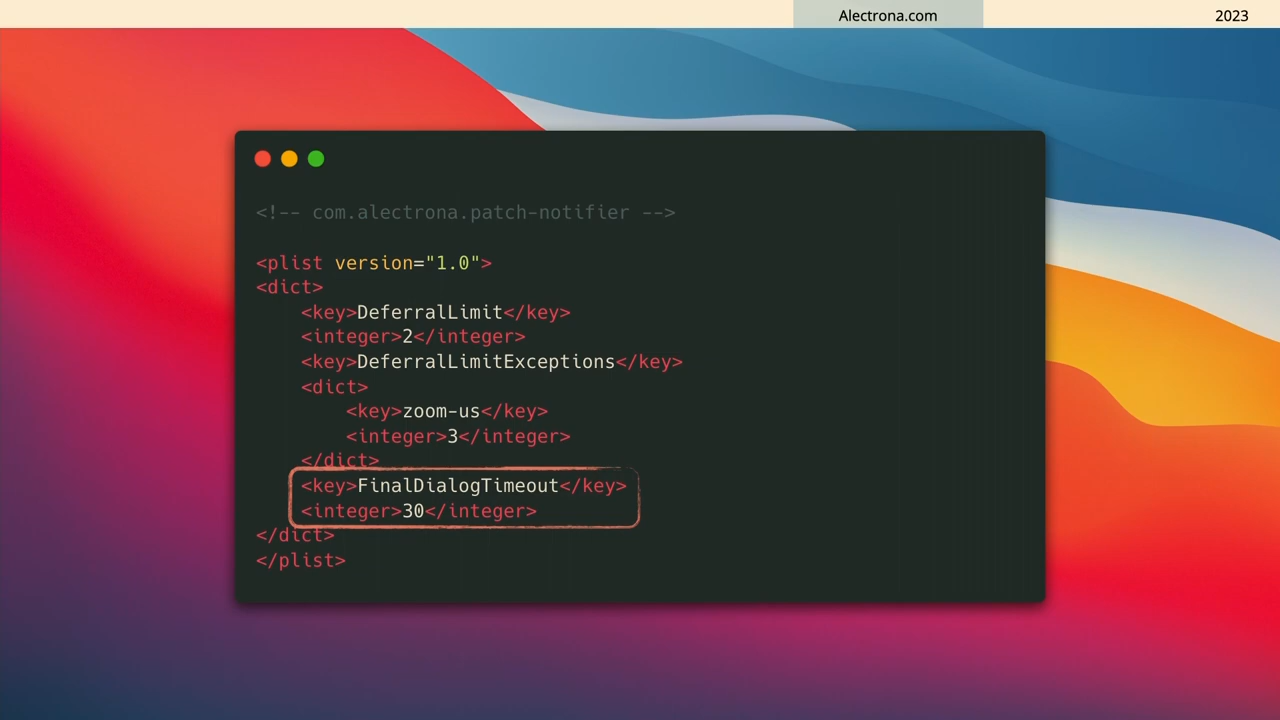 Alectrona.com
2023
<!-- com.alectrona.patch-notifier -->
<plist version="1.0">
<dict>
    <key>DeferralLimit</key>
    <integer>2</integer>
    <key>DeferralLimitExceptions</key>
    <dict>
        <key>zoom-us</key>
        <integer>3</integer>
    </dict>
    <key>FinalDialogTimeout</key>
    <integer>30</integer>
</dict>
</plist>